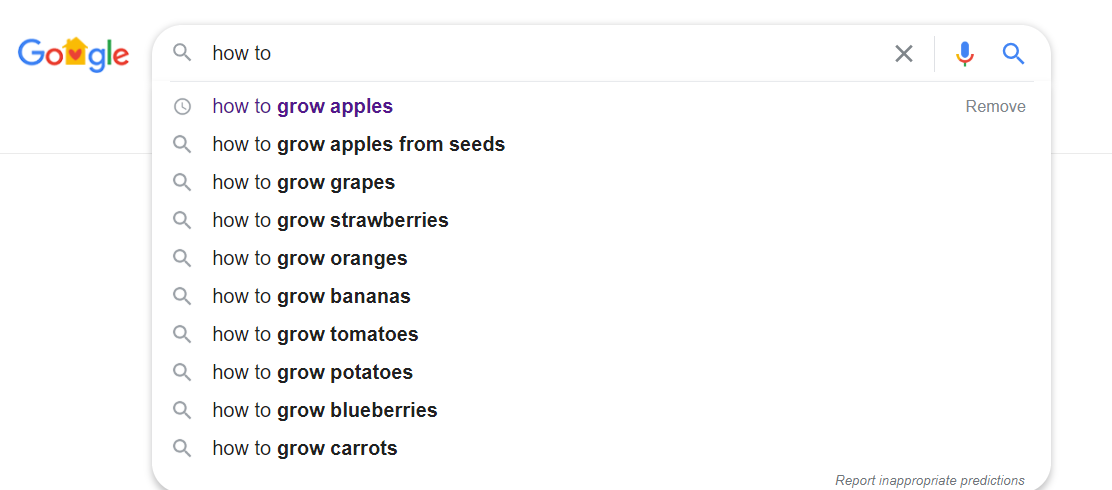 Google
how to
how to grow apples Remove
how to grow apples from seeds
how to grow grapes
how to grow strawberries
how to grow oranges
how to grow bananas
how to grow tomatoes
how to grow potatoes
how to grow blueberries
how to grow carrots
Report inappropriate predictions